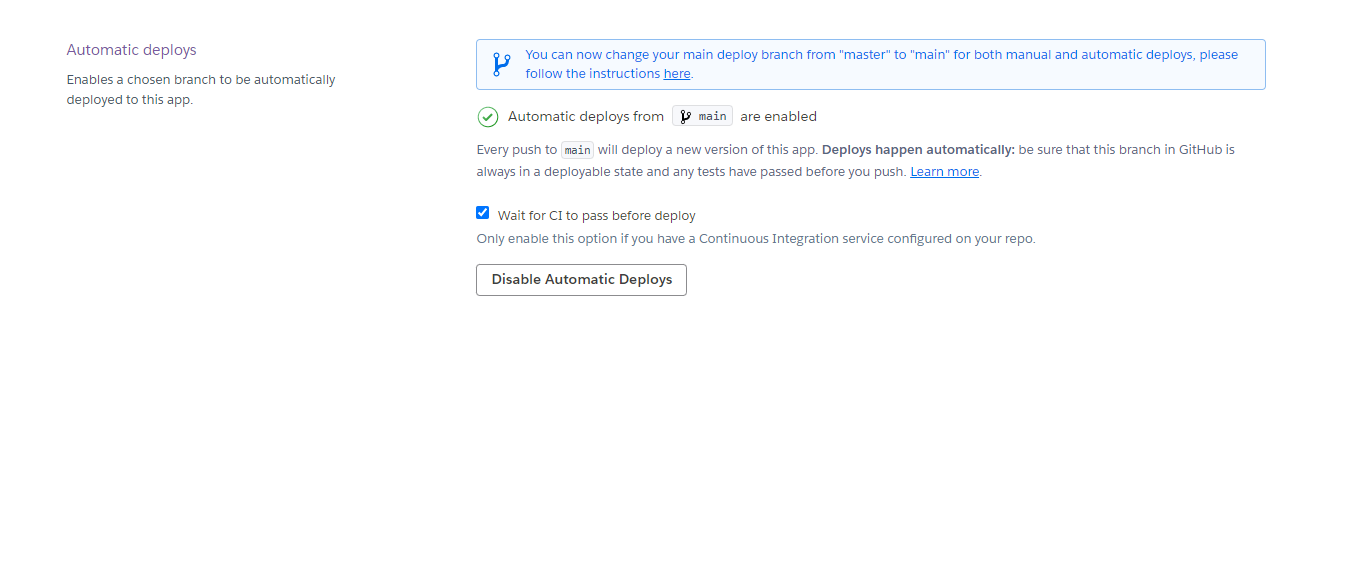 Automatic deploys
Enables a chosen branch to be automatically
deployed to this app.
You can now change your main deploy branch from "master" to "main" for both manual and automatic deploys, please
follow the instructions here.
Automatic deploys from main are enabled
Every push to main will deploy a new version of this app. Deploys happen automatically: be sure that this branch in GitHub is
always in a deployable state and any tests have passed before you push. Learn more.
Wait for CI to pass before deploy
Only enable this option if you have a Continuous Integration service configured on your repo.
Disable Automatic Deploys